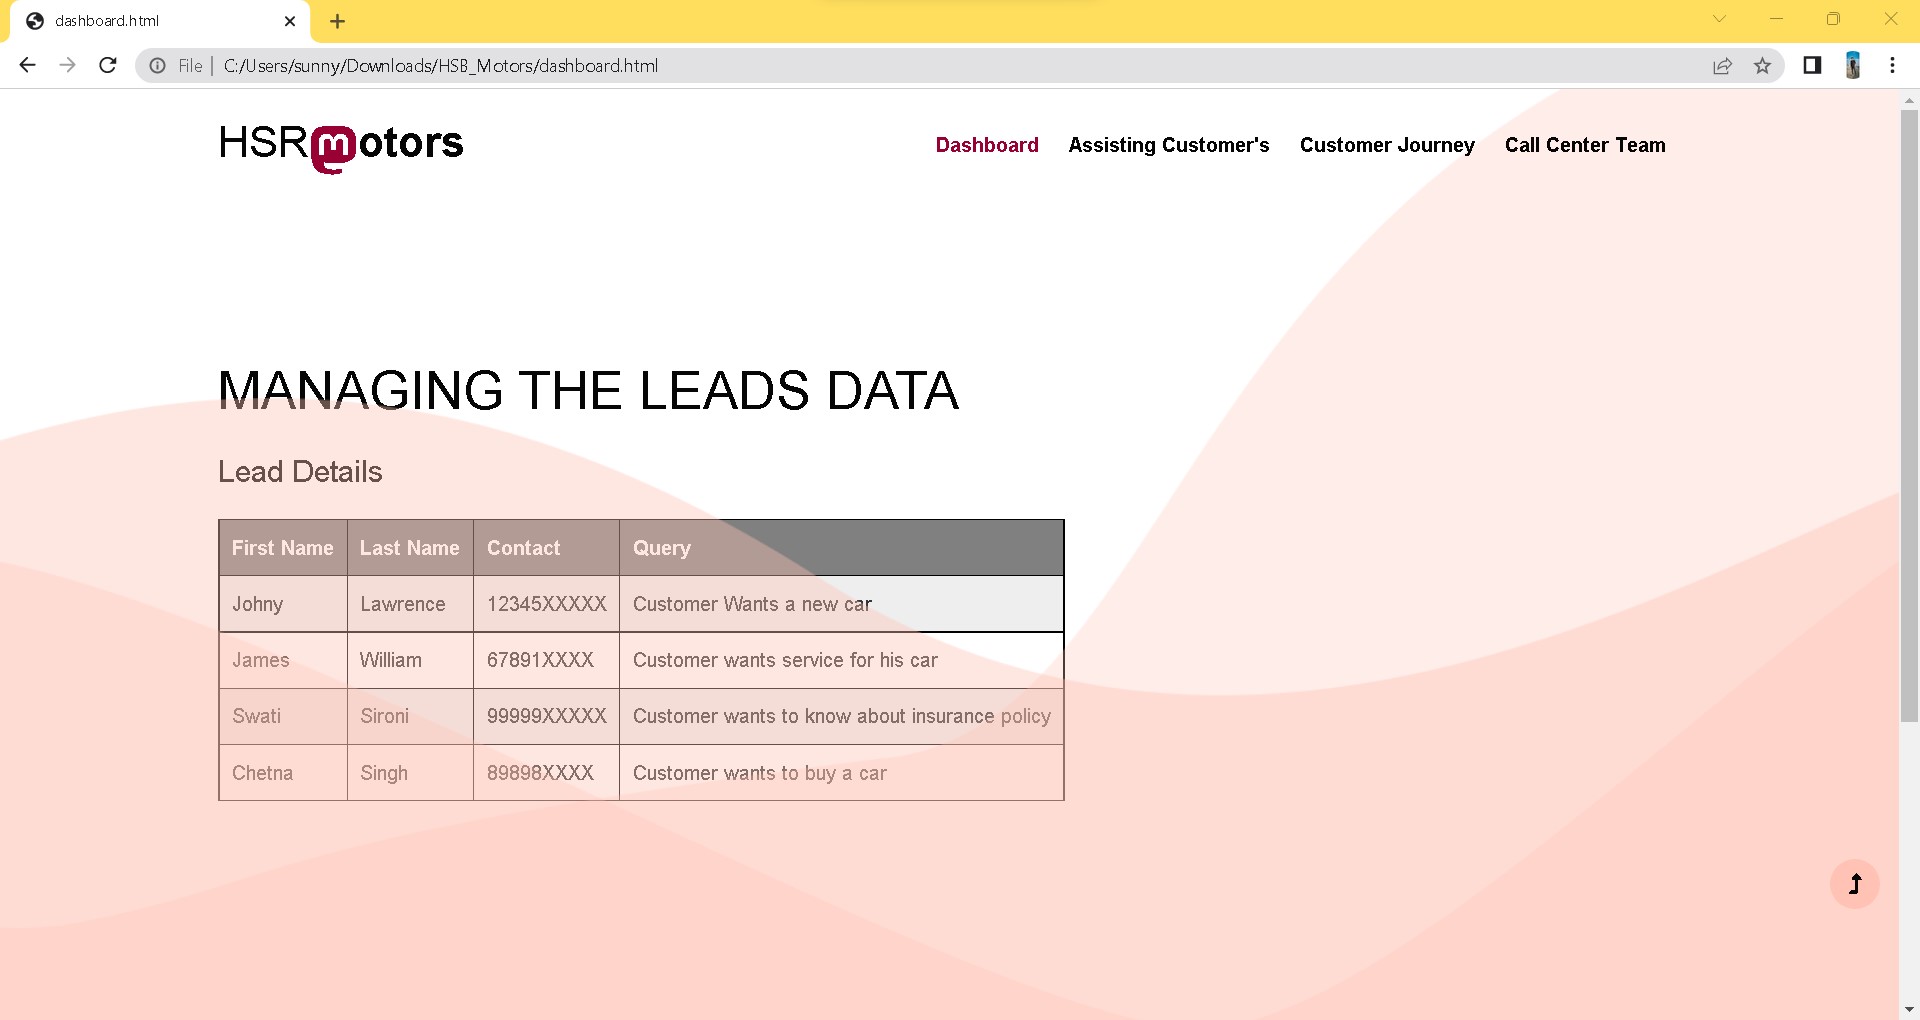 dashboard.html
File | C:/Users/sunny/Downloads/HSB_Motors/dashboard.html
HSRmotors
Dashboard Assisting Customer's Customer Journey Call Center Team
MANAGING THE LEADS DATA
Lead Details
First Name Last Name Contact Query
Johny Lawrence 12345XXXXX Customer Wants a new car
James William 67891XXXX Customer wants service for his car
Swati Sironi 99999XXXXX Customer wants to know about insurance policy
Chetna Singh 89898XXXX Customer wants to buy a car